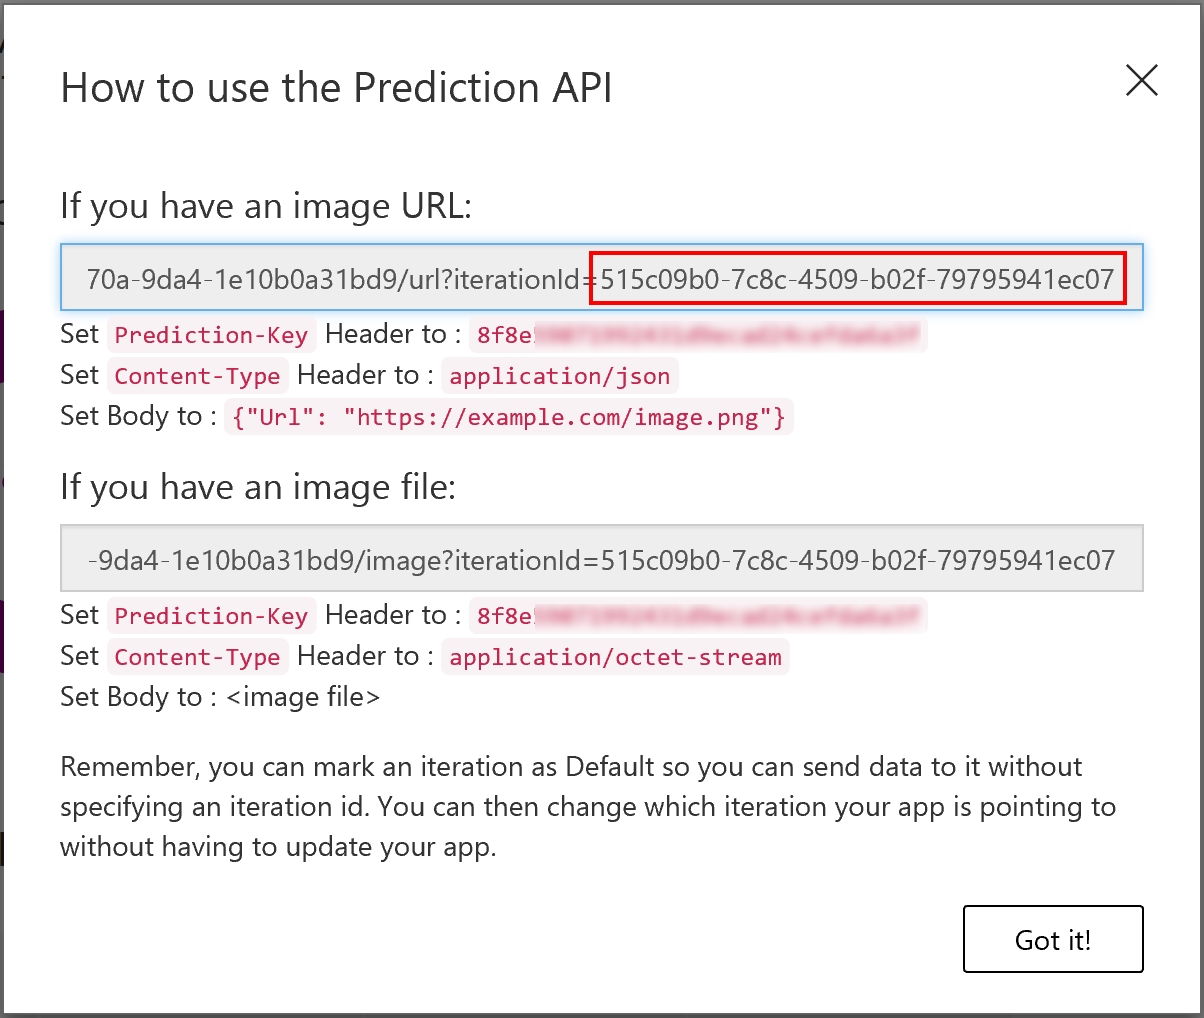 How to use the Prediction API
If you have an image URL:
70a-9da4-1e10b0a31bd9/url?iterationId=515c09b0-7c8c-4509-b02f-79795941ec07
Set Prediction-Key Header to : 8f8e
Set Content-Type Header to : application/json
Set Body to : {"Url": "https://example.com/image.png"}
If you have an image file:
-9da4-1e10b0a31bd9/image?iterationId=515c09b0-7c8c-4509-b02f-79795941ec07
Set Prediction-Key Header to : 8f8e
Set Content-Type Header to : application/octet-stream
Set Body to : <image file>
Remember, you can mark an iteration as Default so you can send data to it without
specifying an iteration id. You can then change which iteration your app is pointing to
without having to update your app.
Got it!